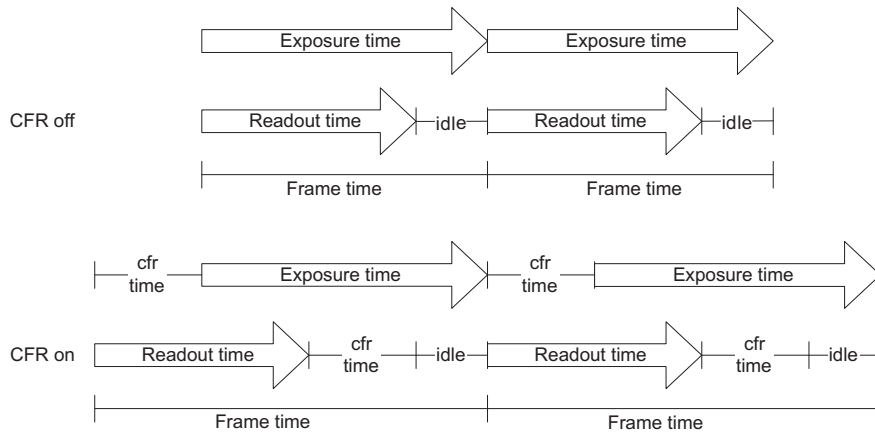 Exposure time Exposure time
CFR off Readout time idle Readout time idle
Frame time Frame time
cfr time Exposure time cfr time Exposure time
CFR on Readout time cfr time idle Readout time cfr time idle
Frame time Frame time